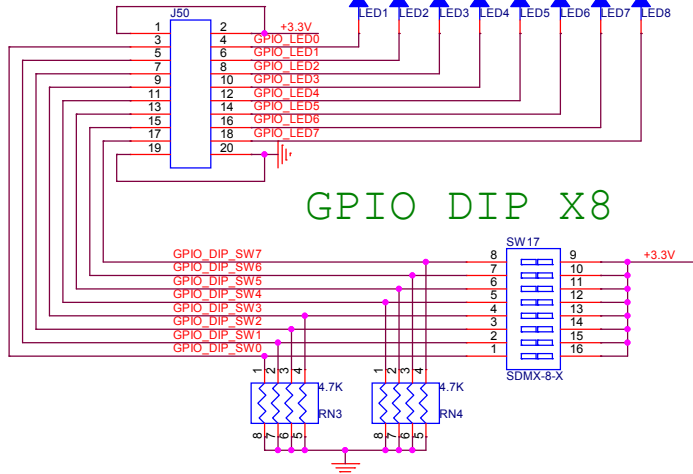 J50
LED1 LED2 LED3 LED4 LED5 LED6 LED7 LED8
1 2 +3.3V
3 4 GPIO_LED0
5 6 GPIO_LED1
7 8 GPIO_LED2
9 10 GPIO_LED3
11 12 GPIO_LED4
13 14 GPIO_LED5
15 16 GPIO_LED6
17 18 GPIO_LED7
19 20
GPIO DIP X8
SW17
GPIO_DIP_SW7 8 9 +3.3V
GPIO_DIP_SW6 7 10
GPIO_DIP_SW5 6 11
GPIO_DIP_SW4 5 12
GPIO_DIP_SW3 4 13
GPIO_DIP_SW2 3 14
GPIO_DIP_SW1 2 15
GPIO_DIP_SW0 1 16
SDMX-8-X
1 2 3 4 4.7K 1 2 3 4 4.7K
RN3 RN4
8 7 6 5 8 7 6 5